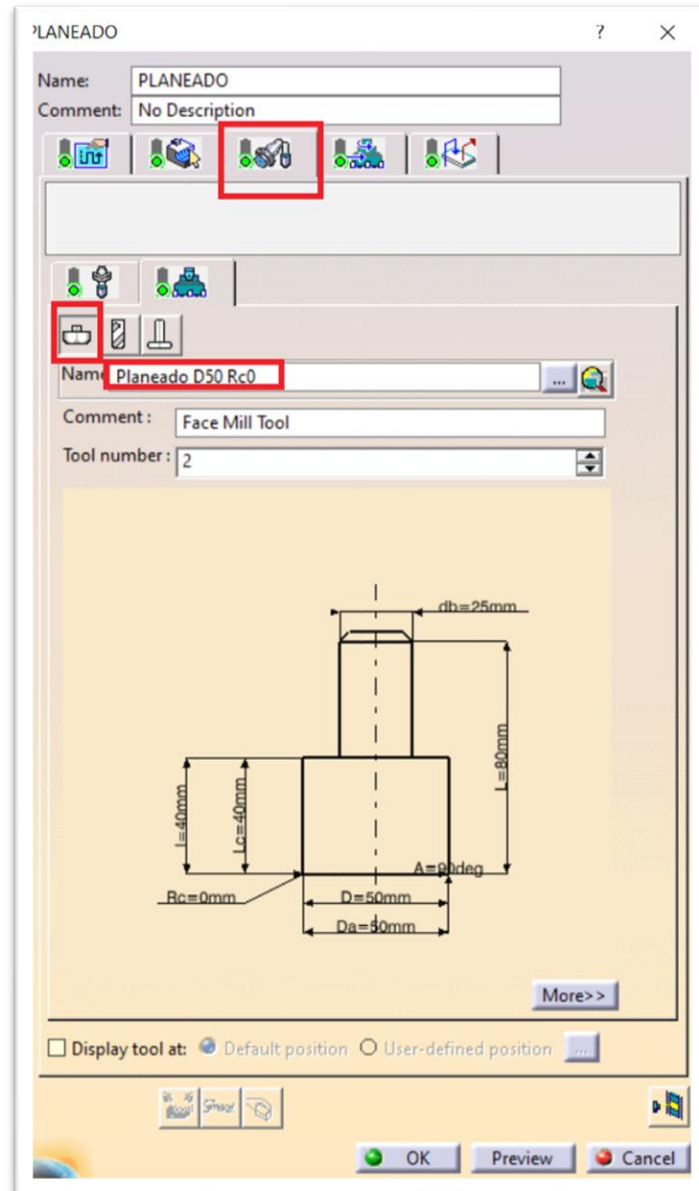 PLANEADO ?
Name: PLANEADO
Comment: No Description
Name Planeado D50 Rc0 ...
Comment : Face Mill Tool
Tool number : 2
db=25mm
L=80mm
l=40mm
Lc=40mm
A=90deg
Rc=0mm
D=50mm
Da=50mm
More>>
Display tool at: Default position User-defined position ...
OK Preview Cancel